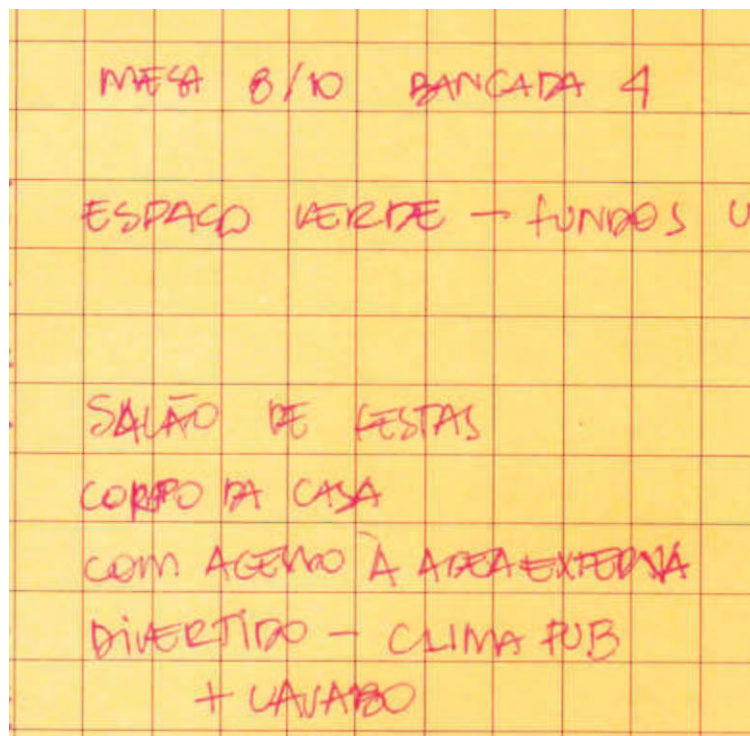 MESA 8/10 BANCADA 4
ESPAÇO VERDE — FUNDOS
SALÃO DE FESTAS
CORPO DA CASA
COM ACESSO À ÁREA EXTERNA
DIVERTIDO — CLIMA PUB
+ LAVABO